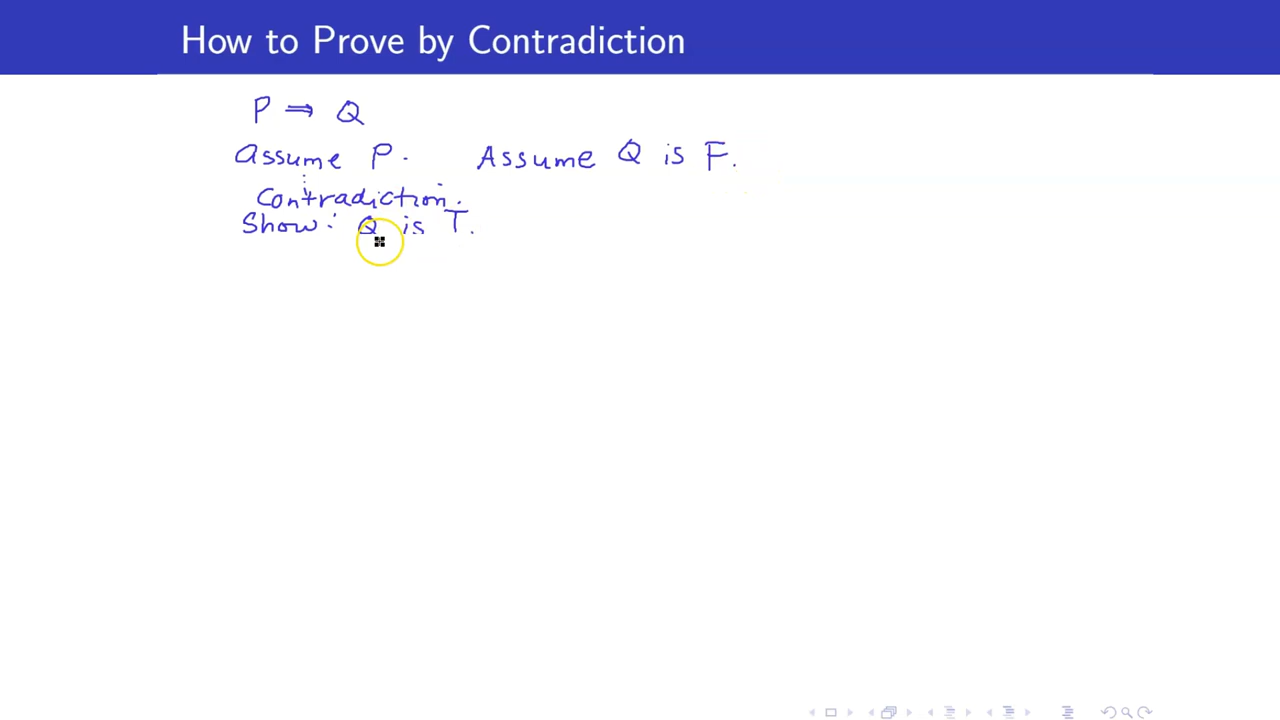 How to Prove by Contradiction
P ⇒ Q
Assume P. Assume Q is F.
Contradiction.
Show: Q is T.